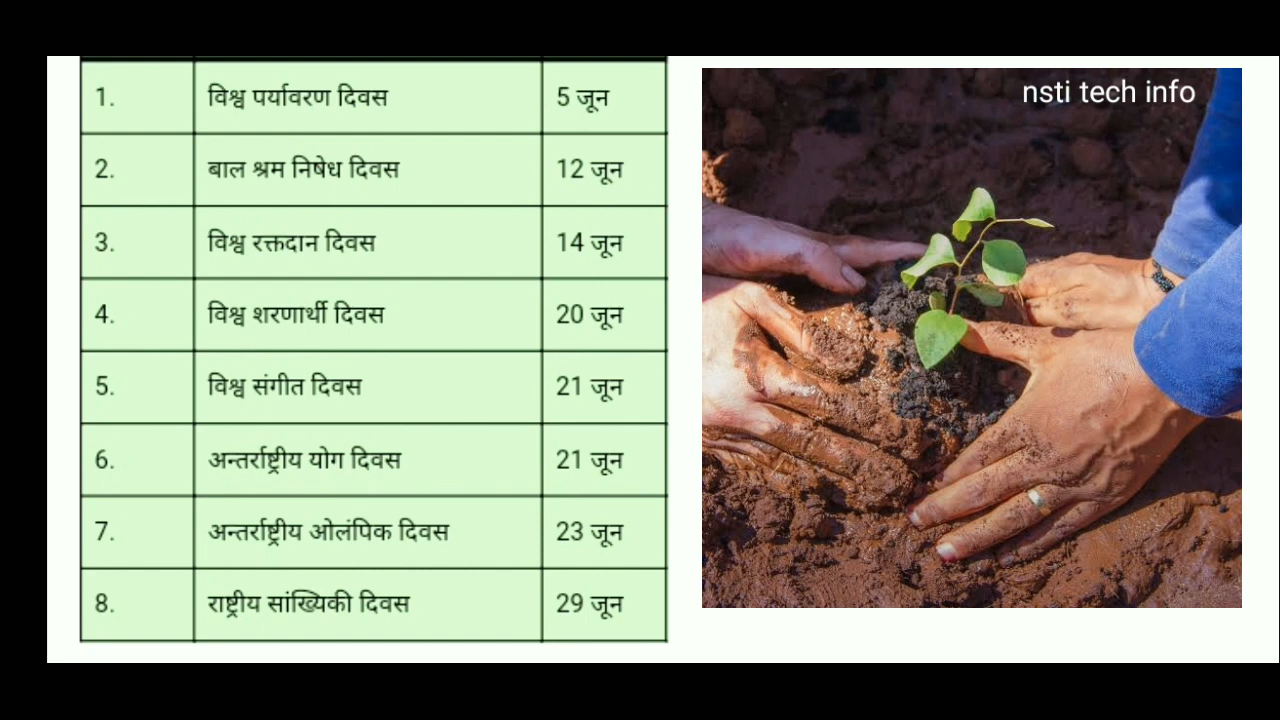 1. विश्व पर्यावरण दिवस 5 जून
2. बाल श्रम निषेध दिवस 12 जून
3. विश्व रक्तदान दिवस 14 जून
4. विश्व शरणार्थी दिवस 20 जून
5. विश्व संगीत दिवस 21 जून
6. अन्तर्राष्ट्रीय योग दिवस 21 जून
7. अन्तर्राष्ट्रीय ओलंपिक दिवस 23 जून
8. राष्ट्रीय सांख्यिकी दिवस 29 जून
nsti tech info